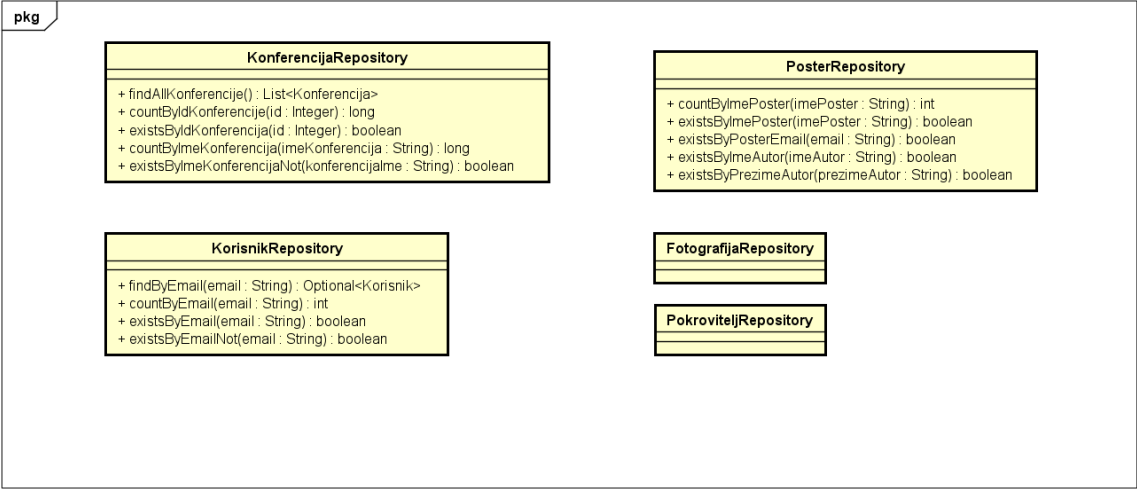 pkg
KonferencijaRepository
+ findAllKonferencije() : List<Konferencija>
+ countByIdKonferencije(id : Integer) : long
+ existsByIdKonferencija(id : Integer) : boolean
+ countByImeKonferencija(imeKonferencija : String) : long
+ existsByImeKonferencijaNot(konferencijaIme : String) : boolean
PosterRepository
+ countByImePoster(imePoster : String) : int
+ existsByImePoster(imePoster : String) : boolean
+ existsByPosterEmail(email : String) : boolean
+ existsByImeAutor(imeAutor : String) : boolean
+ existsByPrezimeAutor(prezimeAutor : String) : boolean
KorisnikRepository
+ findByEmail(email : String) : Optional<Korisnik>
+ countByEmail(email : String) : int
+ existsByEmail(email : String) : boolean
+ existsByEmailNot(email : String) : boolean
FotografijaRepository
PokroviteljRepository